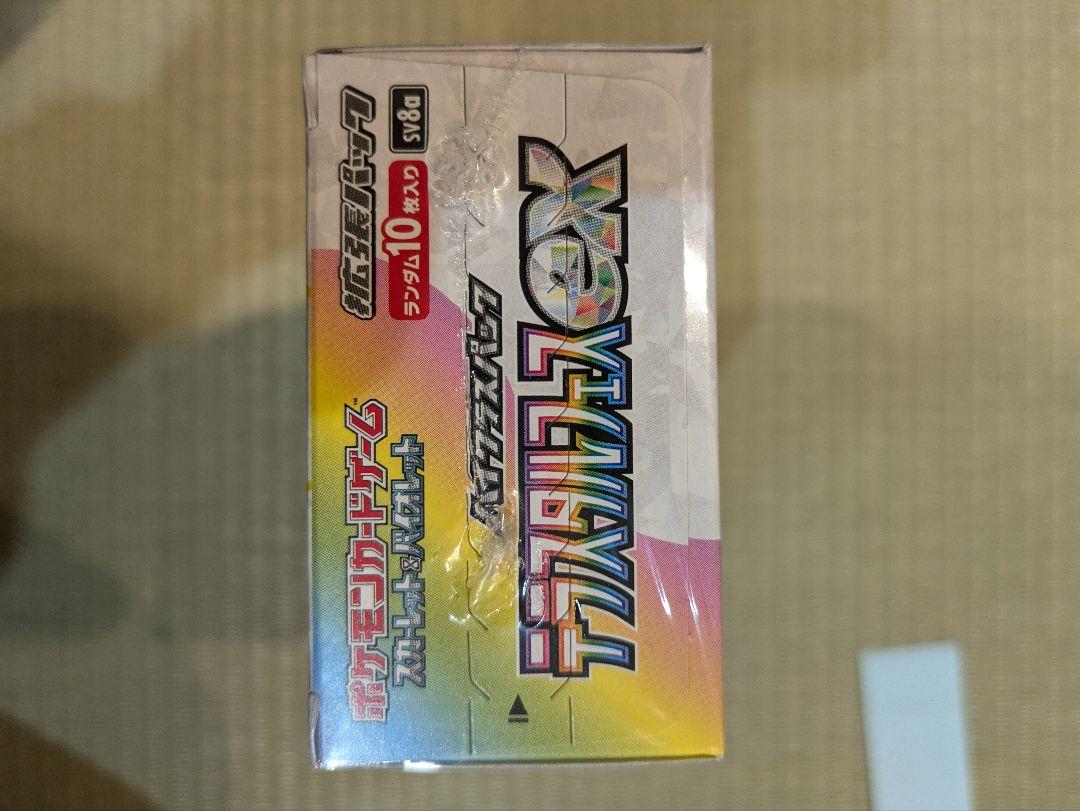 ポケモンカードゲーム™
スカーレット&バイオレット
拡張パック
ランダム10枚入り
sv8a
ハイクラスパック
テラスタルフェスex